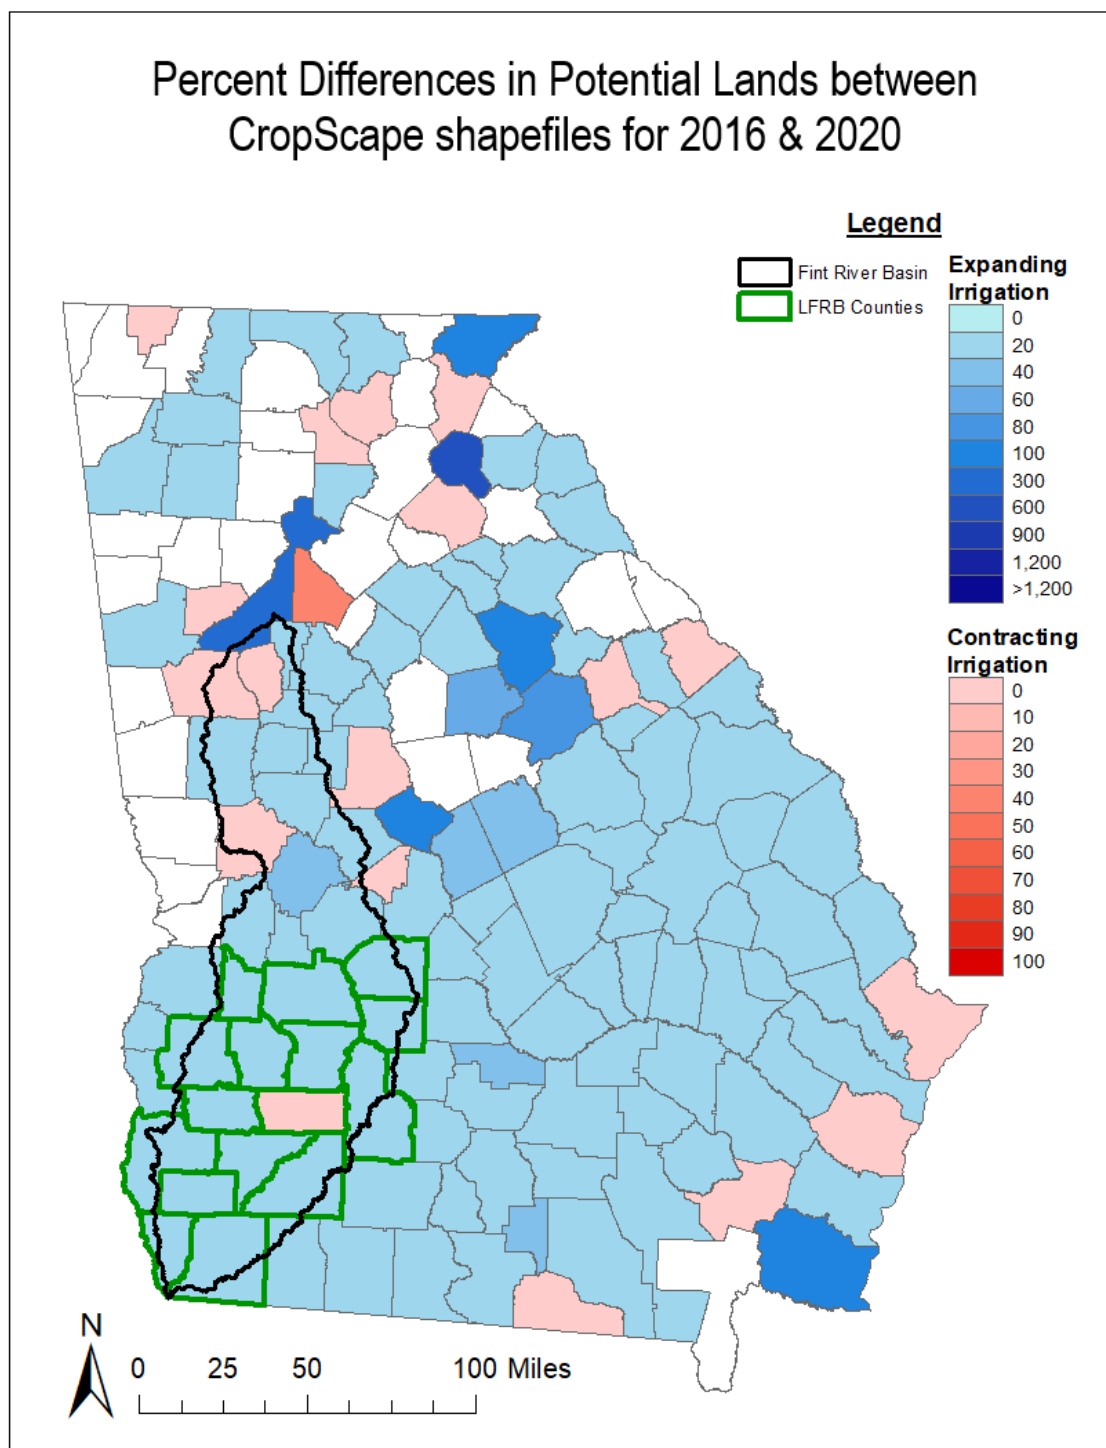 Percent Differences in Potential Lands between
CropScape shapefiles for 2016 & 2020
Legend
Fint River Basin
LFRB Counties
Expanding
Irrigation
0
20
40
60
80
100
300
600
900
1,200
>1,200
Contracting
Irrigation
0
10
20
30
40
50
60
70
80
90
100
N
0 25 50 100 Miles